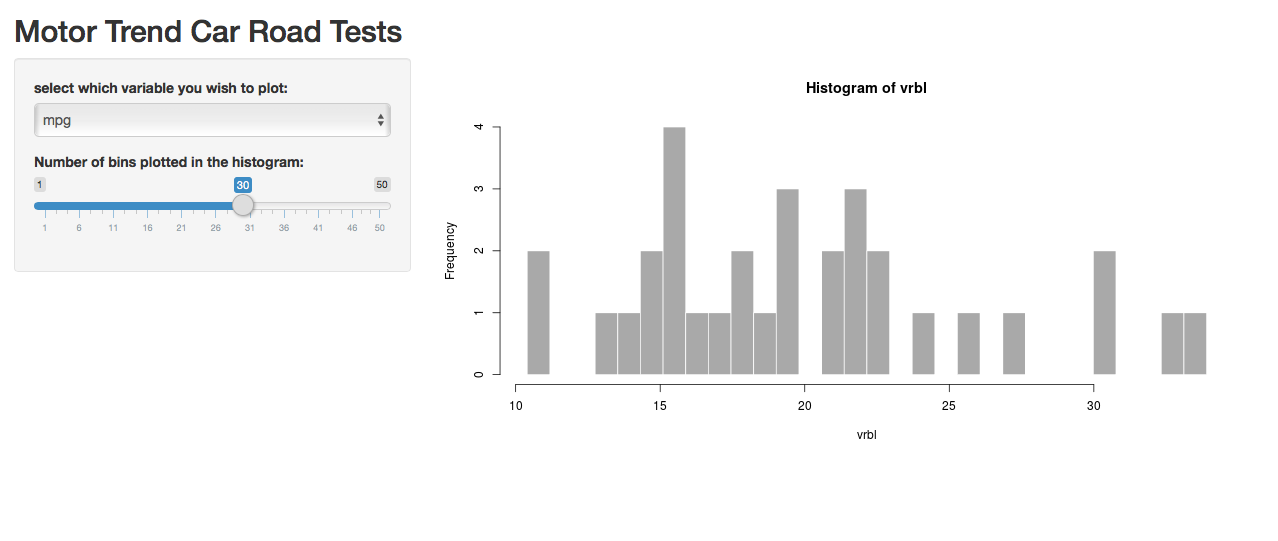 Motor Trend Car Road Tests
select which variable you wish to plot:
mpg
Number of bins plotted in the histogram:
1 30 50
1 6 11 16 21 26 31 36 41 46 50
Histogram of vrbl
4
3
2
1
0
Frequency
10 15 20 25 30
vrbl